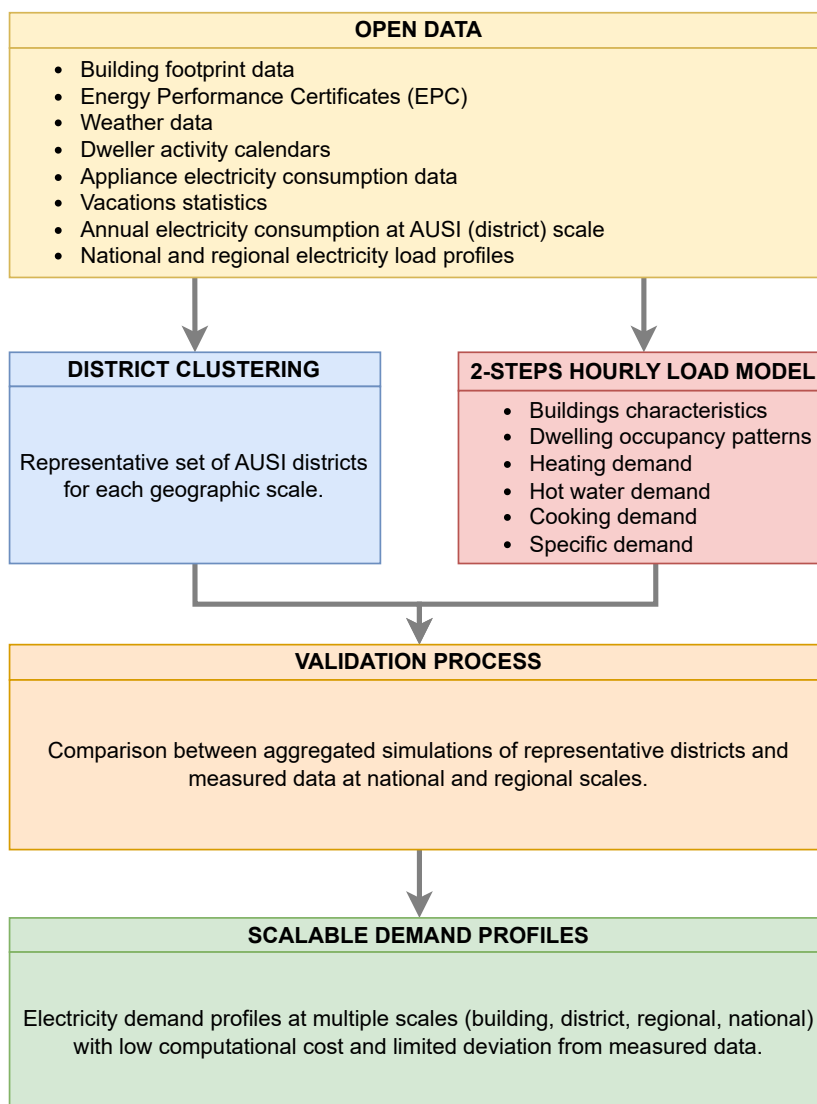 OPEN DATA
• Building footprint data
• Energy Performance Certificates (EPC)
• Weather data
• Dweller activity calendars
• Appliance electricity consumption data
• Vacations statistics
• Annual electricity consumption at AUSI (district) scale
• National and regional electricity load profiles
DISTRICT CLUSTERING
Representative set of AUSI districts
for each geographic scale.
2-STEPS HOURLY LOAD MODEL
• Buildings characteristics
• Dwelling occupancy patterns
• Heating demand
• Hot water demand
• Cooking demand
• Specific demand
VALIDATION PROCESS
Comparison between aggregated simulations of representative districts and
measured data at national and regional scales.
SCALABLE DEMAND PROFILES
Electricity demand profiles at multiple scales (building, district, regional, national)
with low computational cost and limited deviation from measured data.